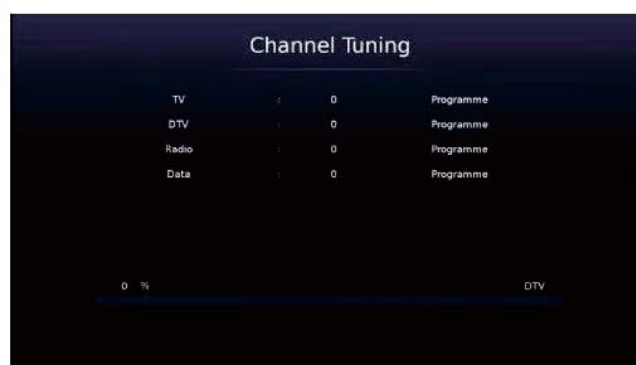 Channel Tuning
TV : 0 Programme
DTV : 0 Programme
Radio : 0 Programme
Data : 0 Programme
0 % DTV